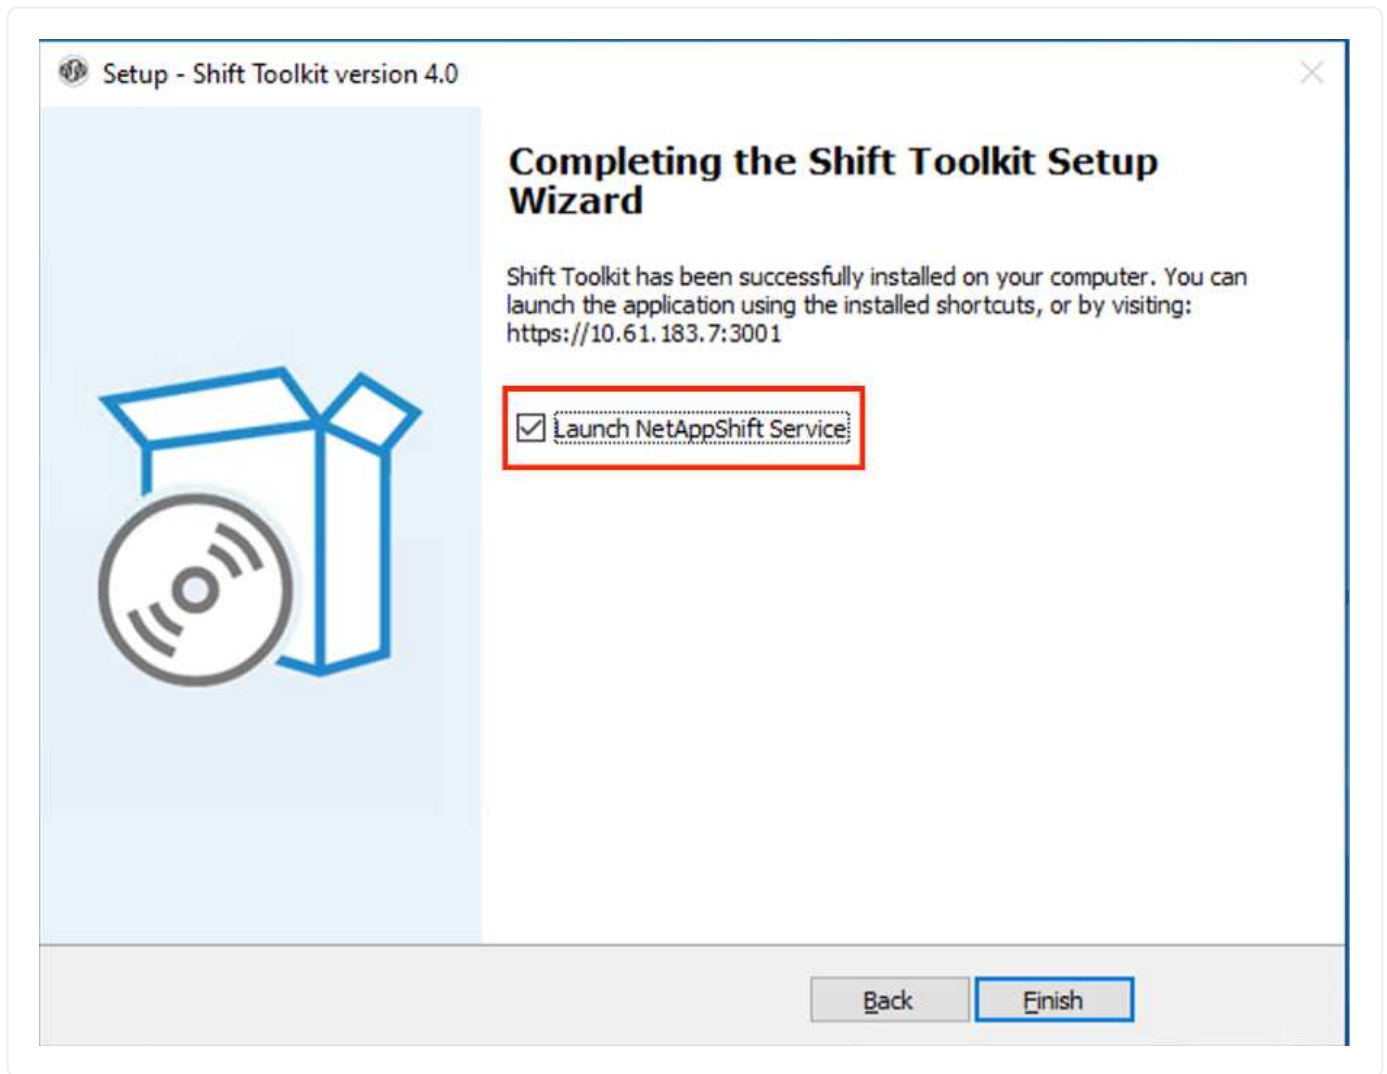 Setup - Shift Toolkit version 4.0
Completing the Shift Toolkit Setup
Wizard
Shift Toolkit has been successfully installed on your computer. You can
launch the application using the installed shortcuts, or by visiting:
https://10.61.183.7:3001
Launch NetAppShift Service
Back
Finish